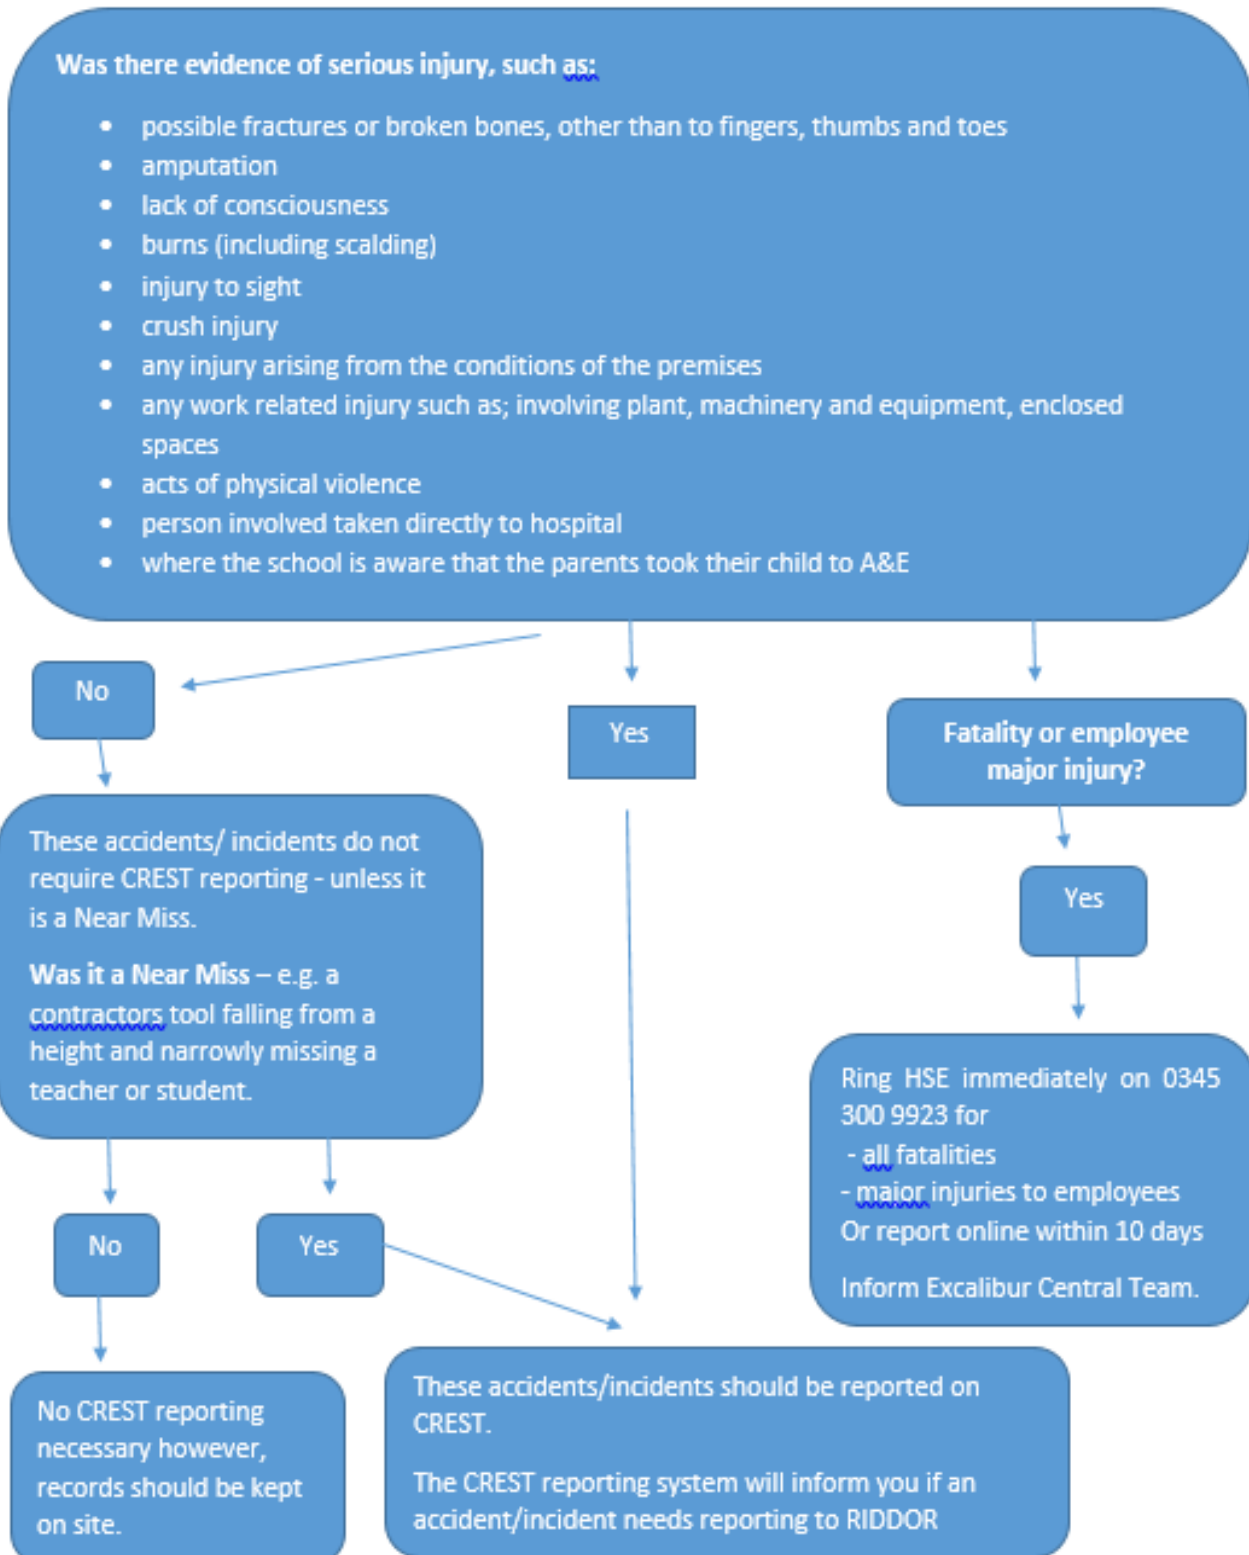 Was there evidence of serious injury, such as:
• possible fractures or broken bones, other than to fingers, thumbs and toes
• amputation
• lack of consciousness
• burns (including scalding)
• injury to sight
• crush injury
• any injury arising from the conditions of the premises
• any work related injury such as; involving plant, machinery and equipment, enclosed
spaces
• acts of physical violence
• person involved taken directly to hospital
• where the school is aware that the parents took their child to A&E
No
Yes
Fatality or employee
major injury?
These accidents/ incidents do not
require CREST reporting - unless it
is a Near Miss.
Was it a Near Miss – e.g. a
contractors tool falling from a
height and narrowly missing a
teacher or student.
Yes
Ring HSE immediately on 0345
300 9923 for
- all fatalities
- major injuries to employees
Or report online within 10 days
Inform Excalibur Central Team.
No
Yes
No CREST reporting
necessary however,
records should be kept
on site.
These accidents/incidents should be reported on
CREST.
The CREST reporting system will inform you if an
accident/incident needs reporting to RIDDOR